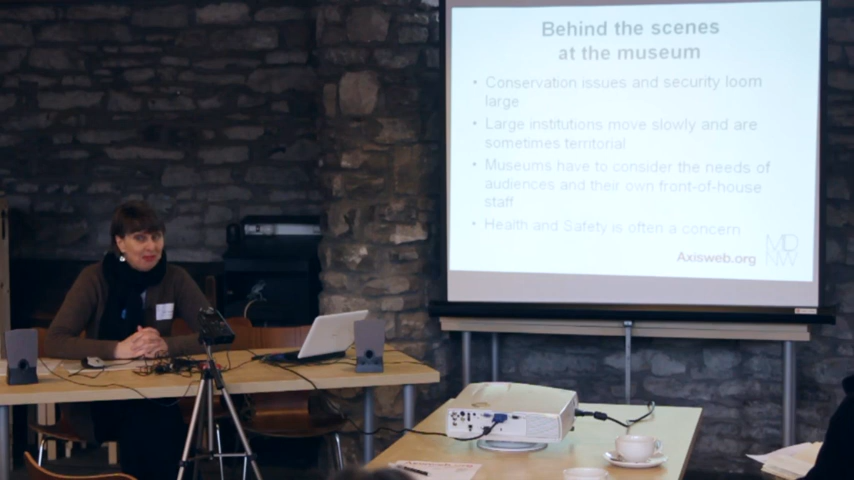 Behind the scenes
at the museum
• Conservation issues and security loom
large
• Large institutions move slowly and are
sometimes territorial
• Museums have to consider the needs of
audiences and their own front-of-house
staff
• Health and Safety is often a concern
Axisweb.org
MD
NW